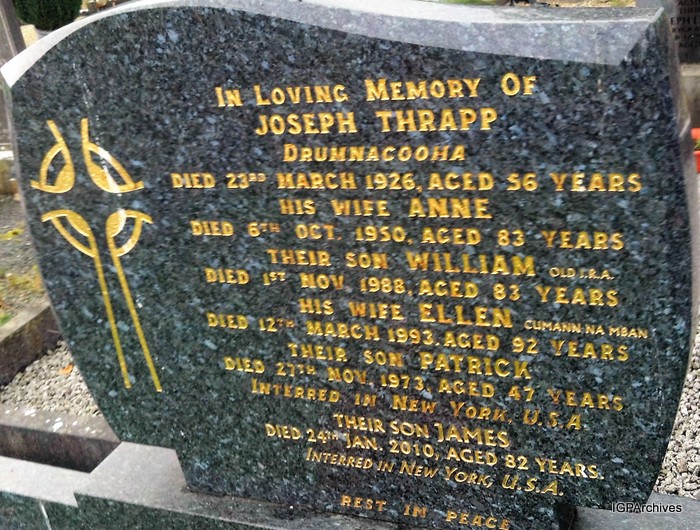 IN LOVING MEMORY OF
JOSEPH THRAPP
DRUMNACOOHA
DIED 23RD MARCH 1926, AGED 56 YEARS
HIS WIFE ANNE
DIED 6TH OCT. 1950, AGED 83 YEARS
THEIR SON WILLIAM OLD I.R.A.
DIED 1ST NOV. 1988, AGED 83 YEARS
HIS WIFE ELLEN CUMANN NA MBAN
DIED 12TH MARCH 1993, AGED 92 YEARS
THEIR SON PATRICK
DIED 27TH NOV. 1973, AGED 47 YEARS
INTERRED IN NEW YORK, U.S.A.
THEIR SON JAMES
DIED 24TH JAN. 2010, AGED 82 YEARS.
INTERRED IN NEW YORK, U.S.A.
REST IN PEACE
IGPArchives